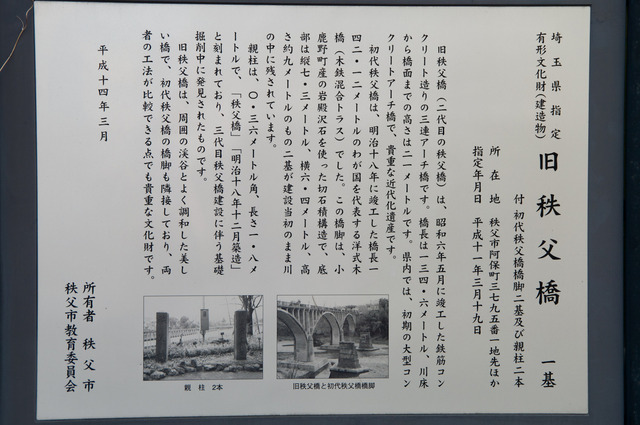 埼玉県指定
有形文化財(建造物)
旧秩父橋 一基
付 初代秩父橋橋脚二基及び親柱二本
所在地 秩父市阿保町三七九五番一地先ほか
指定年月日 平成十一年三月十九日
旧秩父橋(二代目の秩父橋)は、昭和六年五月に竣工した鉄筋コン
クリート造りの三連アーチ橋です。橋長は一三四・六メートル、川床
から橋面までの高さは二一メートルです。県内では、初期の大型コン
クリートアーチ橋で、貴重な近代化遺産です。
初代秩父橋は、明治十八年に竣工した橋長一
四二・一二メートルのわが国を代表する洋式木
橋(木鉄混合トラス)でした。この橋脚は、小
鹿野町産の岩殿沢石を使った切石積構造で、底
部は縦七・三メートル、横六・四メートル、高
さ約九メートルのもの二基が建設当初のまま川
の中に残されています。
親柱は、〇・三六メートル角、長さ一・八メ
ートルで、「秩父橋」「明治十八年十二月築造」
と刻まれており、三代目秩父橋建設に伴う基礎
掘削中に発見されたものです。
旧秩父橋は、周囲の渓谷とよく調和した美し
い橋で、初代秩父橋の橋脚も隣接しており、両
者の工法が比較できる点でも貴重な文化財です。
平成十四年三月
所有者 秩父市
秩父市教育委員会
親柱 2本
旧秩父橋と初代秩父橋橋脚